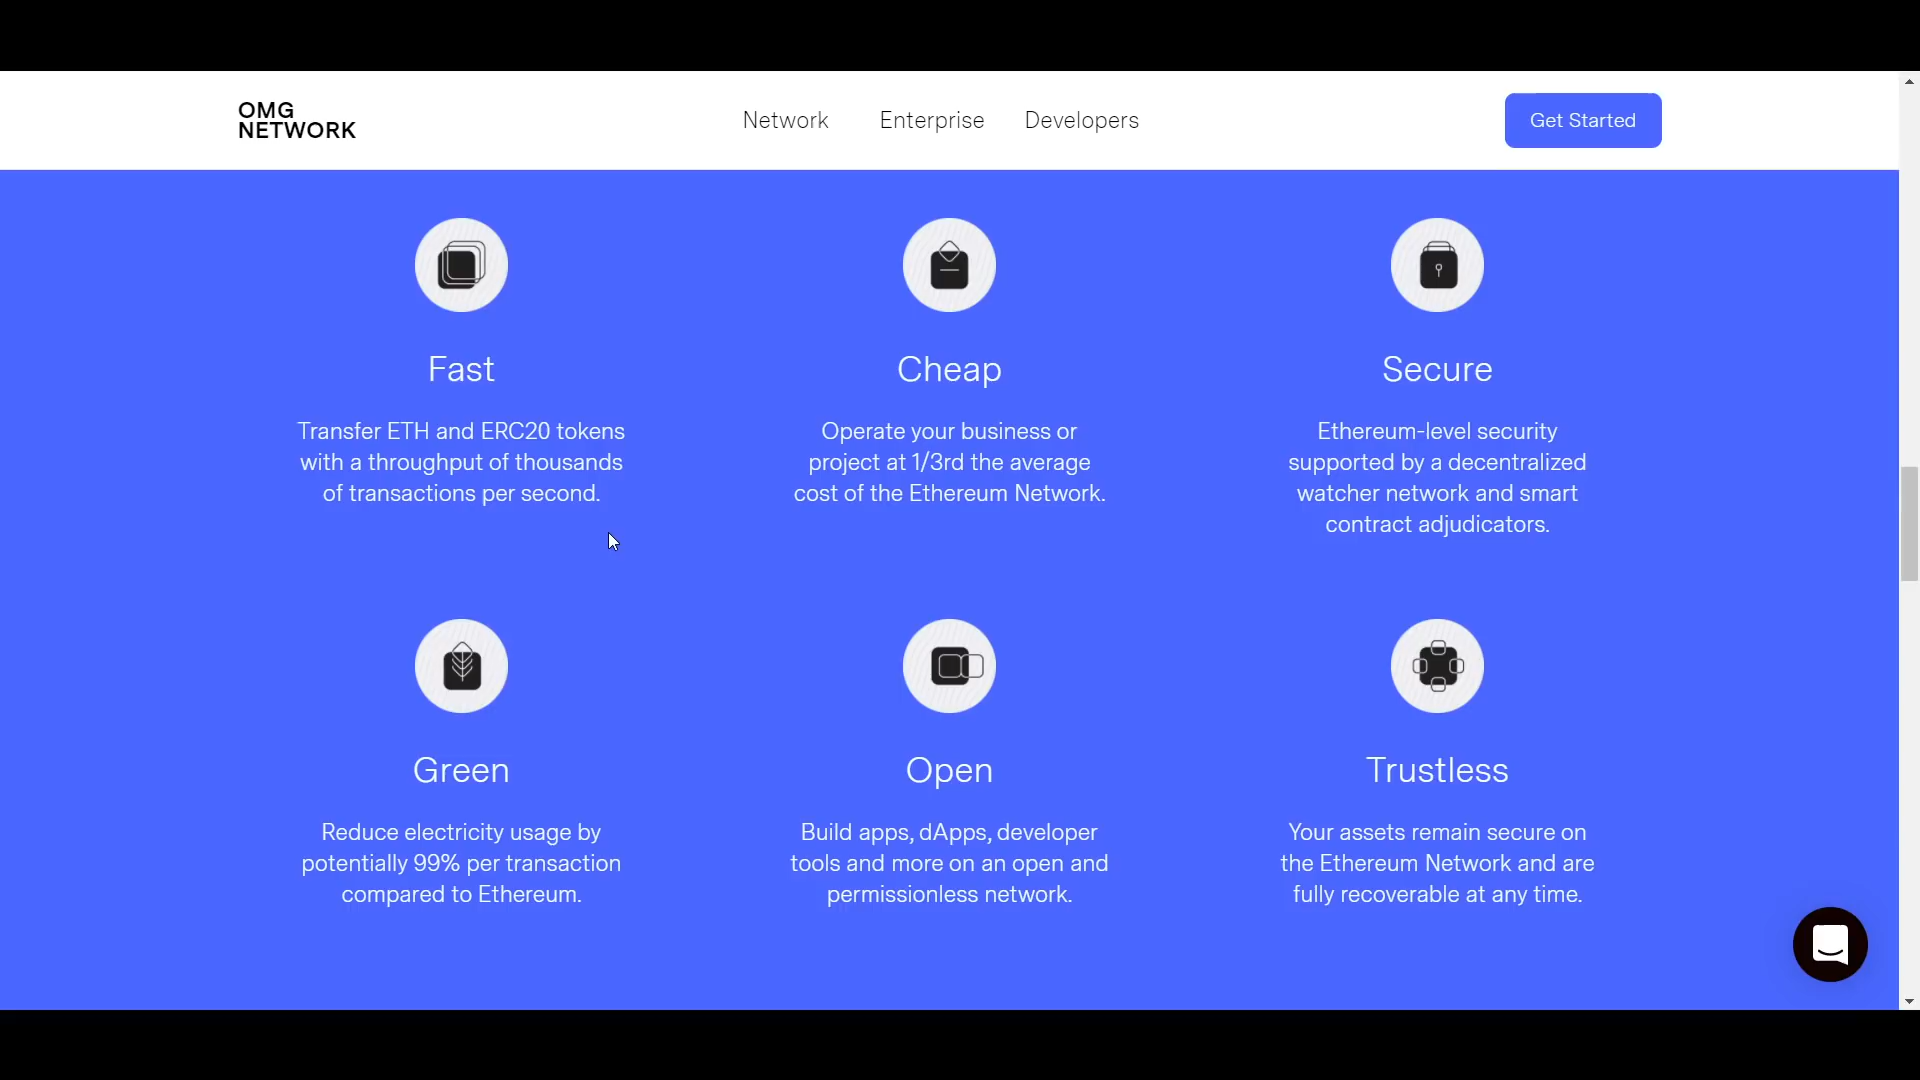 OMG
NETWORK
Network Enterprise Developers
Get Started
Fast
Transfer ETH and ERC20 tokens
with a throughput of thousands
of transactions per second.
Cheap
Operate your business or
project at 1/3rd the average
cost of the Ethereum Network.
Secure
Ethereum-level security
supported by a decentralized
watcher network and smart
contract adjudicators.
Green
Reduce electricity usage by
potentially 99% per transaction
compared to Ethereum.
Open
Build apps, dApps, developer
tools and more on an open and
permissionless network.
Trustless
Your assets remain secure on
the Ethereum Network and are
fully recoverable at any time.